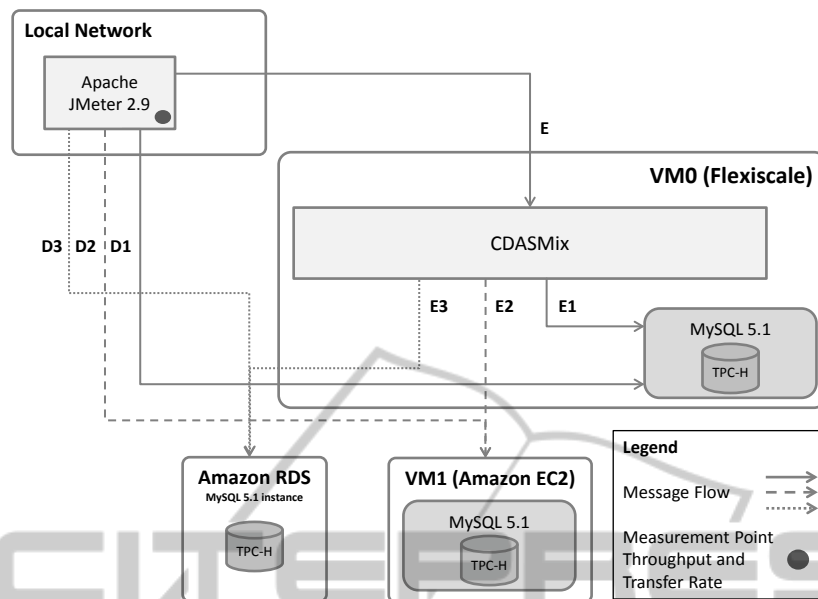 Local Network
Apache
JMeter 2.9
E
VM0 (Flexiscale)
CDASMix
D3 D2 D1
E3 E2 E1
MySQL 5.1
TPC-H
Amazon RDS
MySQL 5.1 instance
TPC-H
VM1 (Amazon EC2)
MySQL 5.1
TPC-H
Legend
Message Flow
Measurement Point
Throughput and
Transfer Rate